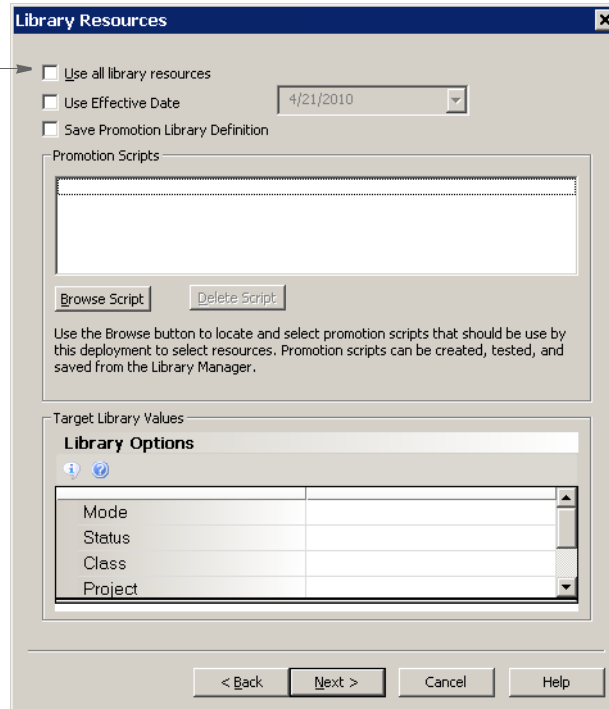 Library Resources
Use all library resources
Use Effective Date
4/21/2010
Save Promotion Library Definition
Promotion Scripts
Browse Script
Delete Script
Use the Browse button to locate and select promotion scripts that should be use by
this deployment to select resources. Promotion scripts can be created, tested, and
saved from the Library Manager.
Target Library Values
Library Options
Mode
Status
Class
Project
< Back
Next >
Cancel
Help